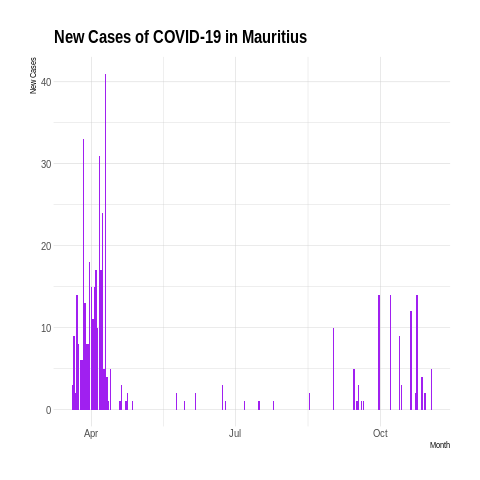 New Cases of COVID-19 in Mauritius
New Cases
40
30
20
10
0
Apr
Jul
Oct
Month